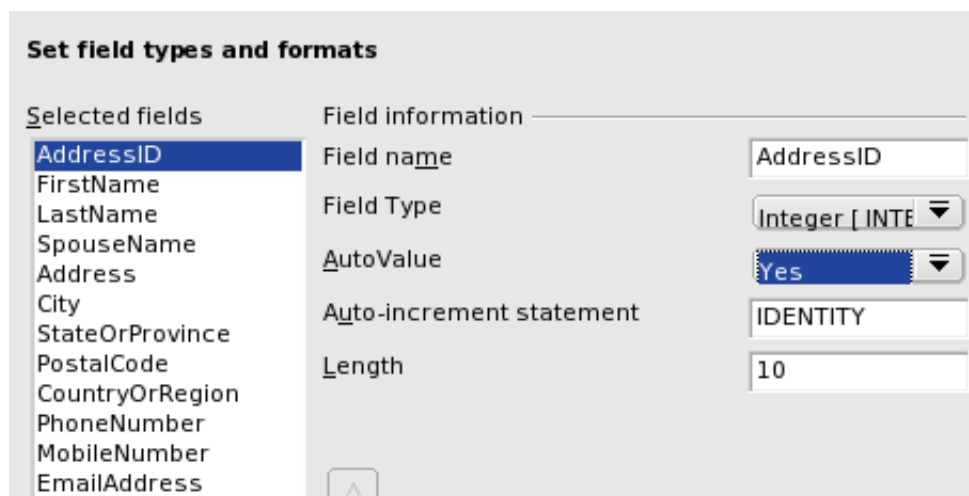 Set field types and formats
Selected fields
Field information
AddressID
FirstName
LastName
SpouseName
Address
City
StateOrProvince
PostalCode
CountryOrRegion
PhoneNumber
MobileNumber
EmailAddress
Field name
AddressID
Field Type
Integer [ INTE
AutoValue
Yes
Auto-increment statement
IDENTITY
Length
10